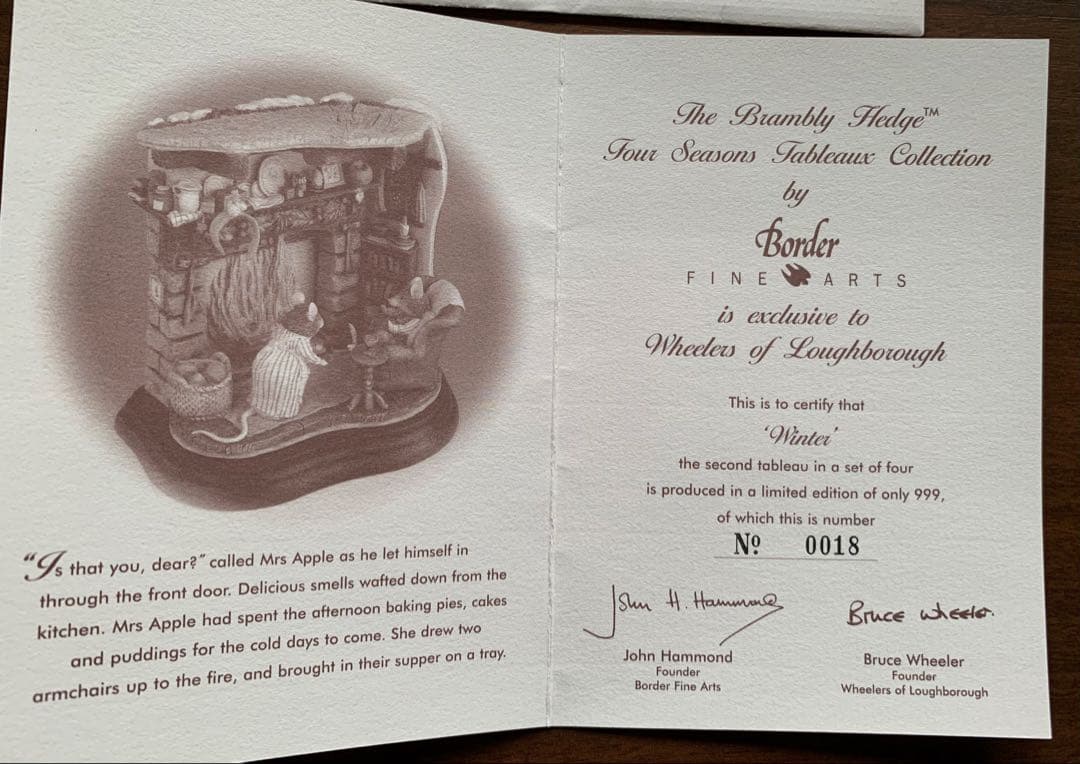 "Is that you, dear?" called Mrs Apple as he let himself in
through the front door. Delicious smells wafted down from the
kitchen. Mrs Apple had spent the afternoon baking pies, cakes
and puddings for the cold days to come. She drew two
armchairs up to the fire, and brought in their supper on a tray.
The Brambly Hedge™
Four Seasons Tableaux Collection
by
Border
FINE ARTS
is exclusive to
Wheelers of Loughborough
This is to certify that
'Winter'
the second tableau in a set of four
is produced in a limited edition of only 999,
of which this is number
Nº 0018
John H. Hammond
Bruce Wheeler.
John Hammond
Founder
Border Fine Arts
Bruce Wheeler
Founder
Wheelers of Loughborough